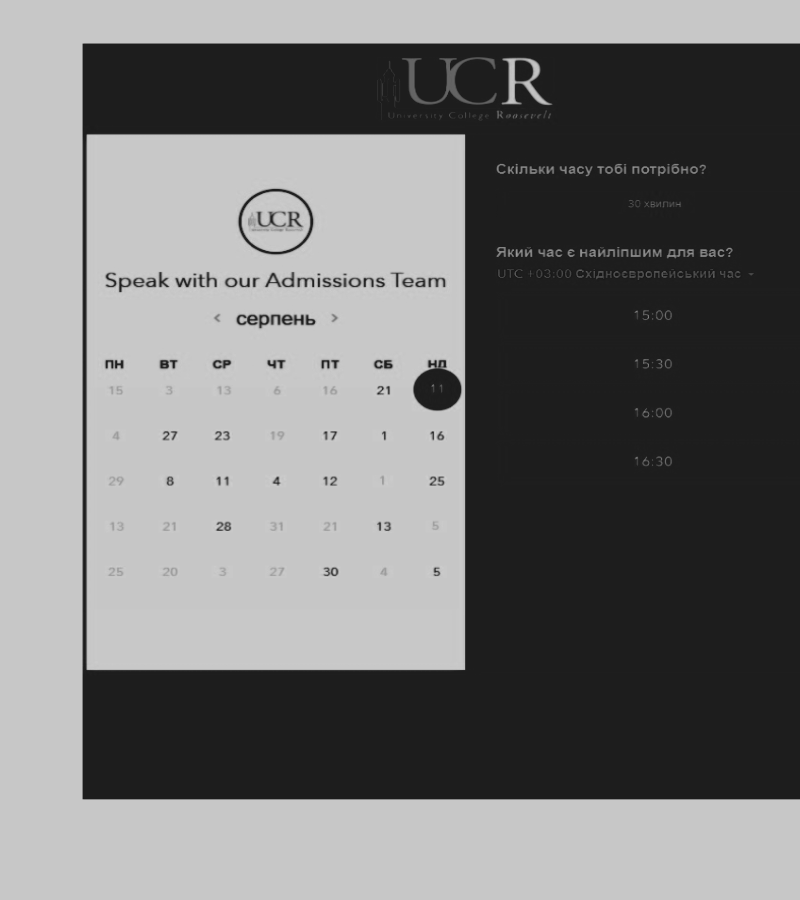 UCR
University College Roosevelt
UCR
Speak with our Admissions Team
< серпень >
ПН ВТ СР ЧТ ПТ СБ НД
15 3 13 6 16 21 11
4 27 23 19 17 1 16
29 8 11 4 12 1 25
13 21 28 31 21 13 5
25 20 3 27 30 4 5
Скільки часу тобі потрібно?
30 хвилин
Який час є найліпшим для вас?
UTC +03:00 Східноєвропейський час
15:00
15:30
16:00
16:30